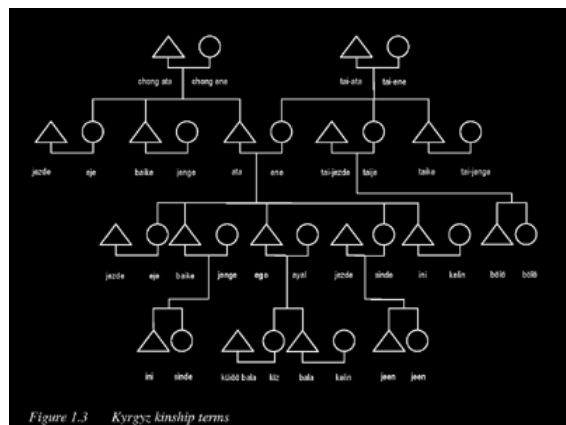 chong ata chong ene tai-ata tai-ene
jezde eje baike jenge ata ene tai-jezde taije taike tai-jenge
jezde eje baike jenge ego ayal jezde sinde ini kelin bölö bölö
ini sinde küiöö bala kiz bala kelin jeen jeen
Figure 1.3 Kyrgyz kinship terms